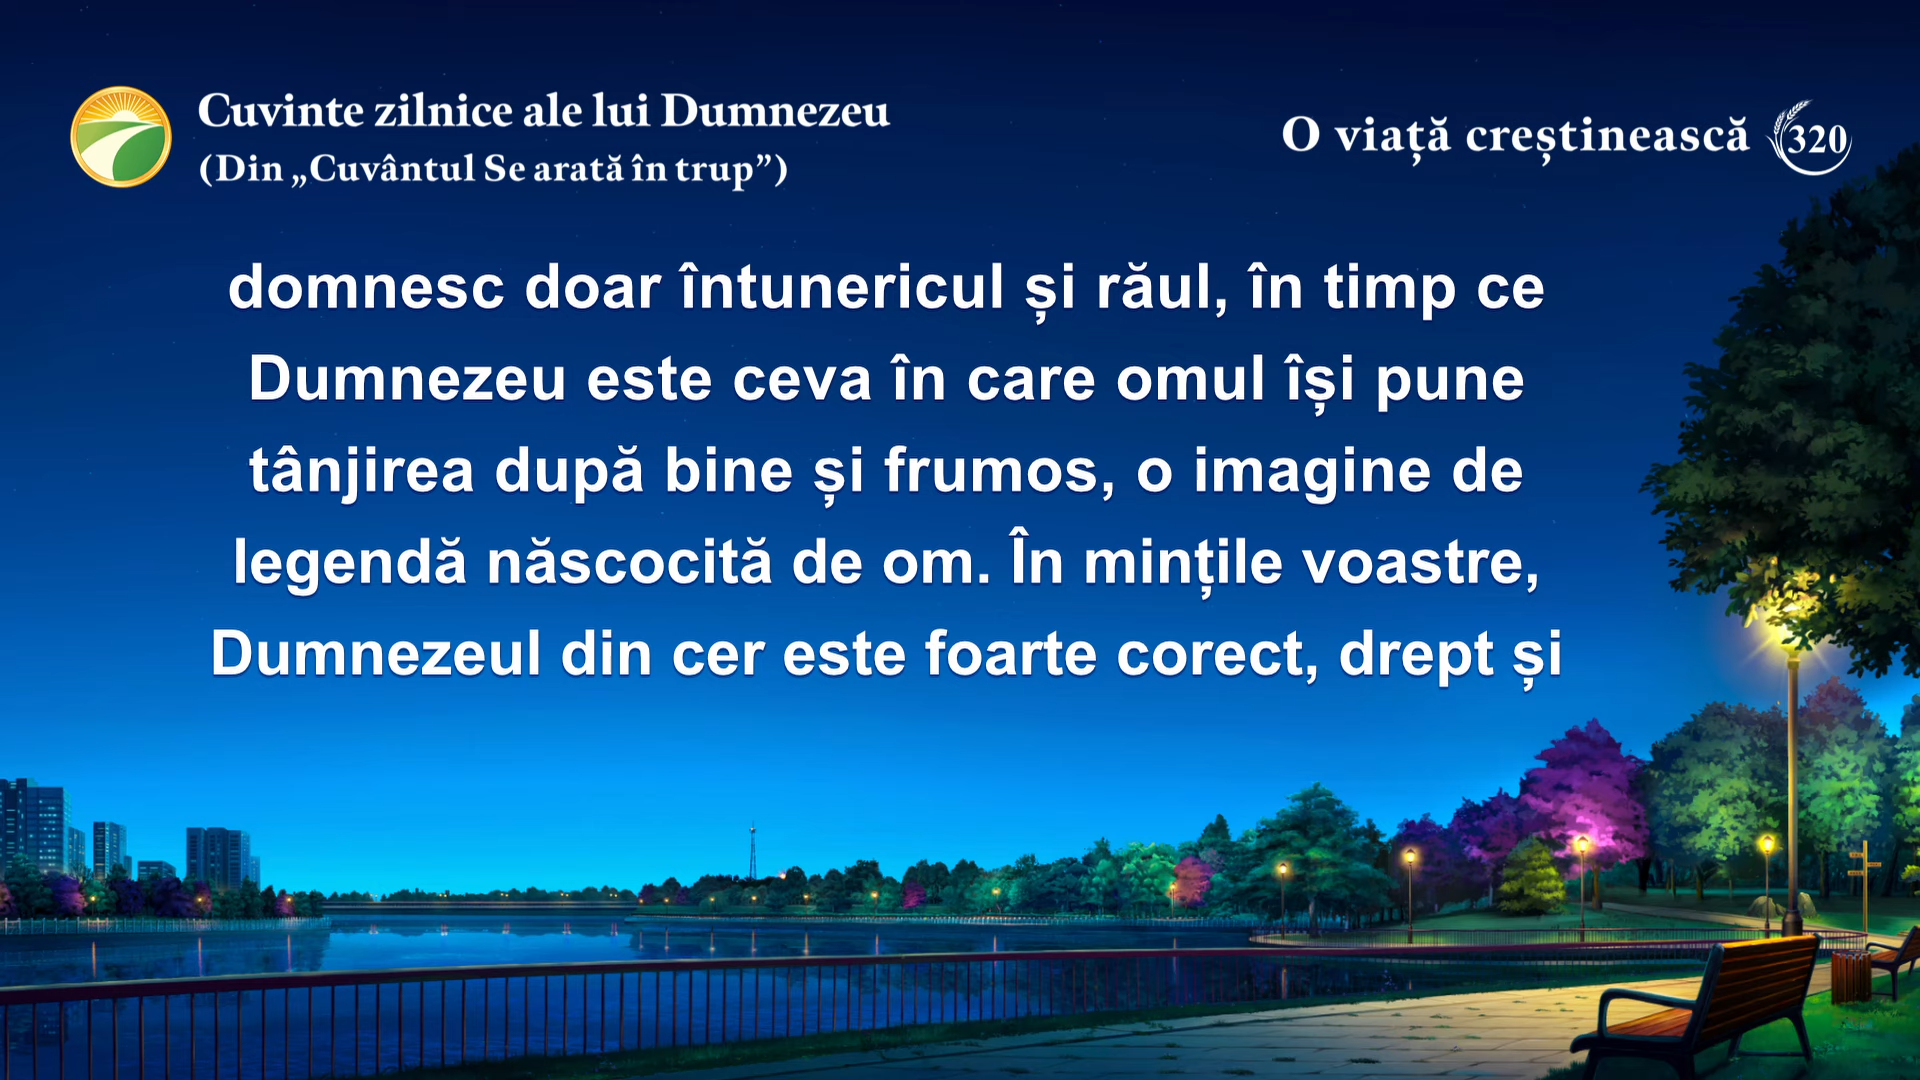 Cuvinte zilnice ale lui Dumnezeu
(Din „Cuvântul Se arată în trup”)
O viață creștinească 320
domnesc doar întunericul și răul, în timp ce
Dumnezeu este ceva în care omul își pune
tânjirea după bine și frumos, o imagine de
legendă născocită de om. În mințile voastre,
Dumnezeul din cer este foarte corect, drept și